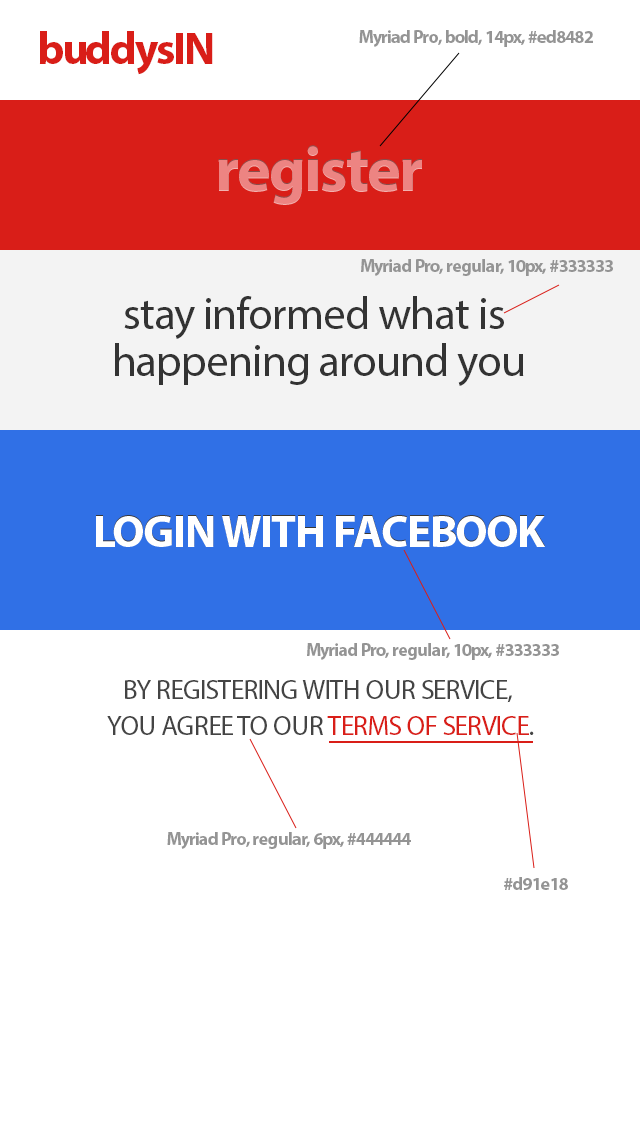 buddysIN
Myriad Pro, bold, 14px, #ed8482
register
Myriad Pro, regular, 10px, #333333
stay informed what is
happening around you
LOGIN WITH FACEBOOK
Myriad Pro, regular, 10px, #333333
BY REGISTERING WITH OUR SERVICE,
YOU AGREE TO OUR TERMS OF SERVICE.
Myriad Pro, regular, 6px, #444444
#d91e18